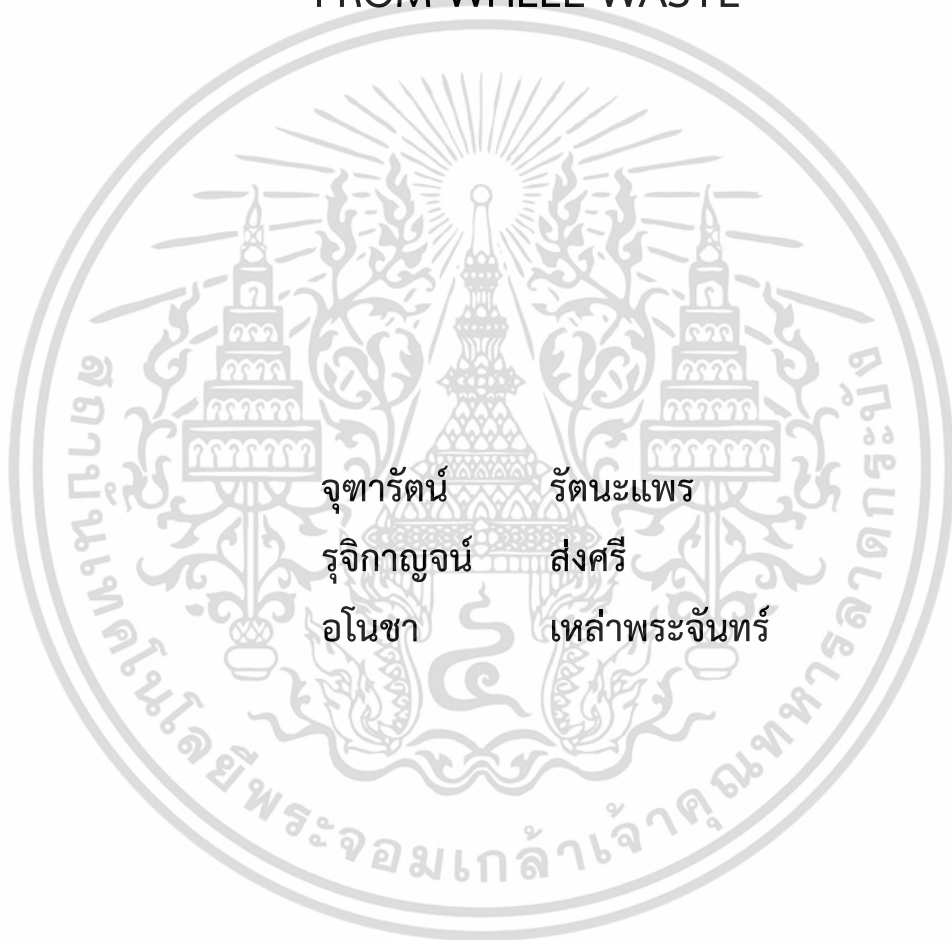 FROM WHEEL WASTE
จุฑารัตน์ รัตนะแพร
รุจิกาญจน์ ส่งศรี
อโนชา เหล่าพระจันทร์
สถาบันเทคโนโลยีพระจอมเกล้าเจ้าคุณทหารลาดกระบัง